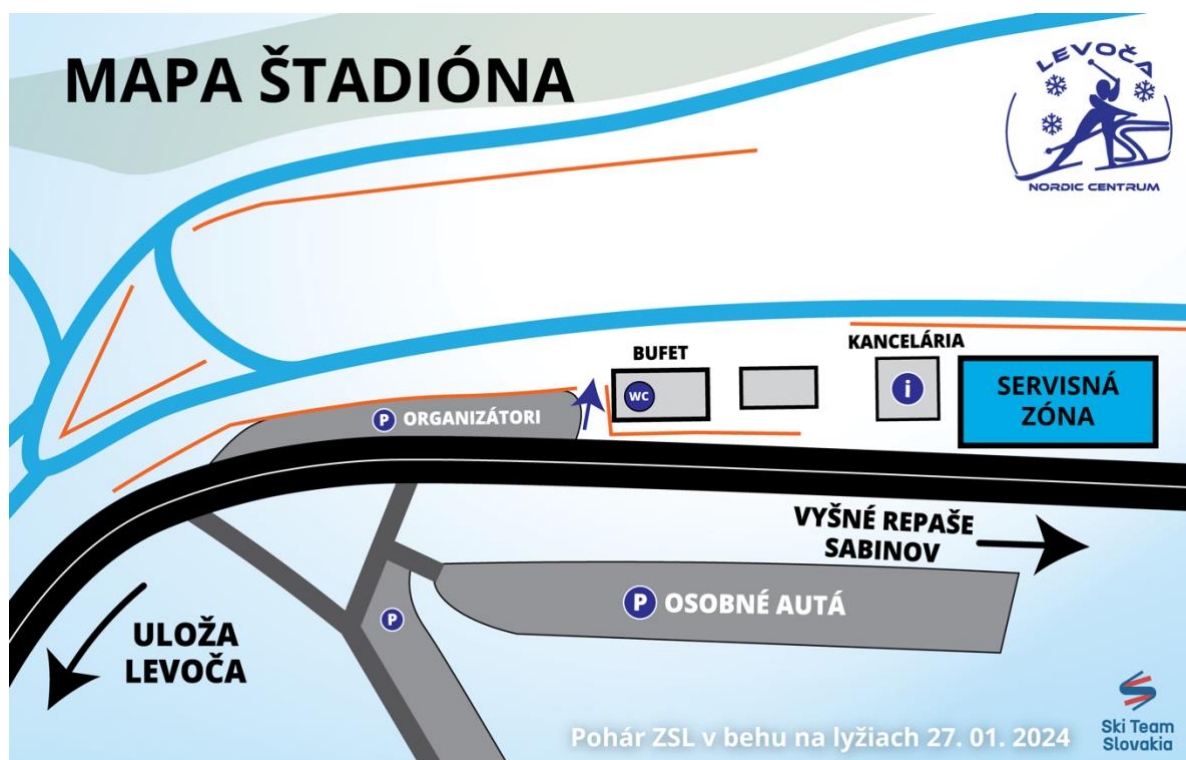 MAPA ŠTADIÓNA
LEVOČA
NORDIC CENTRUM
BUFET
WC
KANCELÁRIA
i
SERVISNÁ
ZÓNA
P ORGANIZÁTORI
VYŠNÉ REPAŠE
SABINOV
P OSOBNÉ AUTÁ
P
ULOŽA
LEVOČA
Pohár ZSL v behu na lyžiach 27. 01. 2024
Ski Team
Slovakia